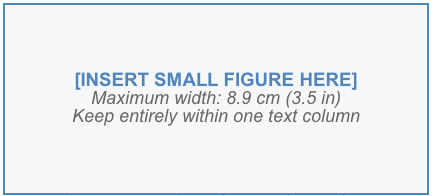 [INSERT SMALL FIGURE HERE]
Maximum width: 8.9 cm (3.5 in)
Keep entirely within one text column